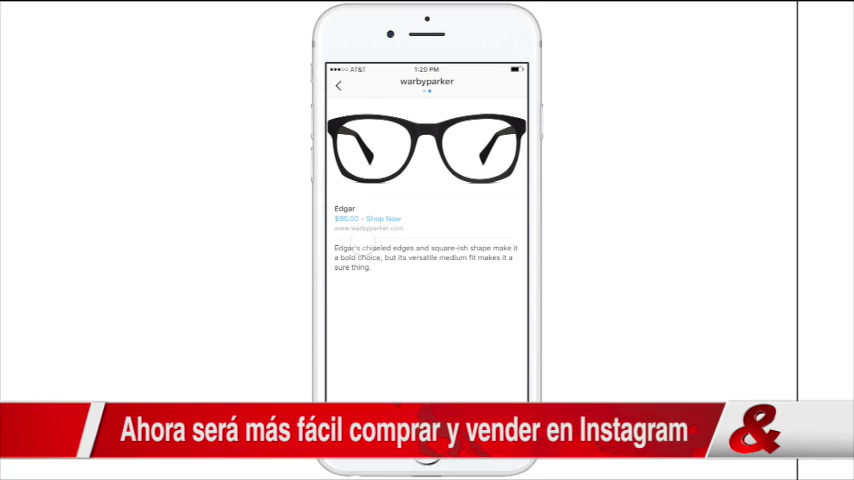 AT&T
1:20 PM
warbyparker
Edgar
$95.00 - Shop Now
www.warbyparker.com
Edgar's chiseled edges and square-ish shape make it
a bold choice, but its versatile medium fit makes it a
sure thing.
Ahora será más fácil comprar y vender en Instagram
&